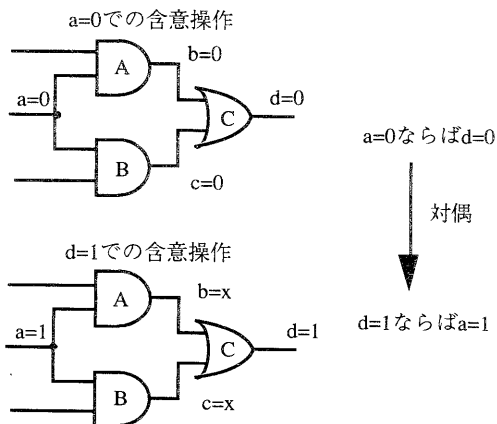 a=0での含意操作
A
b=0
a=0
C
d=0
B
c=0
a=0ならばd=0
対偶
d=1ならばa=1
d=1での含意操作
A
b=x
a=1
C
d=1
B
c=x